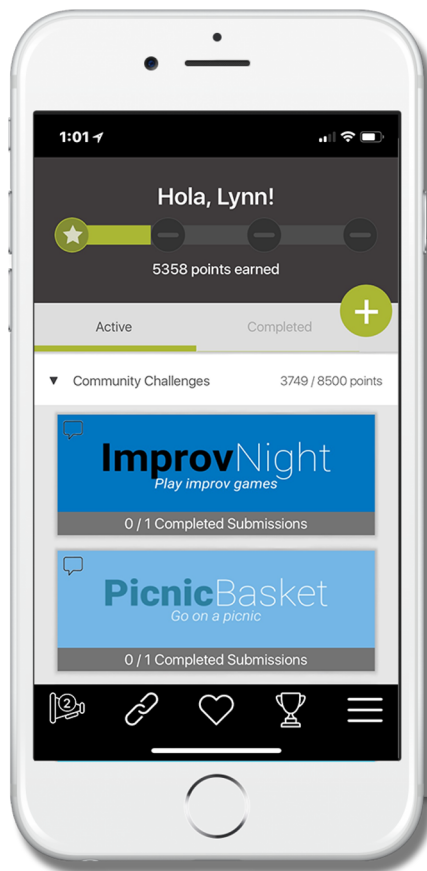 1:01
Hola, Lynn!
5358 points earned
Active
Completed
Community Challenges
3749 / 8500 points
ImprovNight
Play improv games
0 / 1 Completed Submissions
PicnicBasket
Go on a picnic
0 / 1 Completed Submissions
2